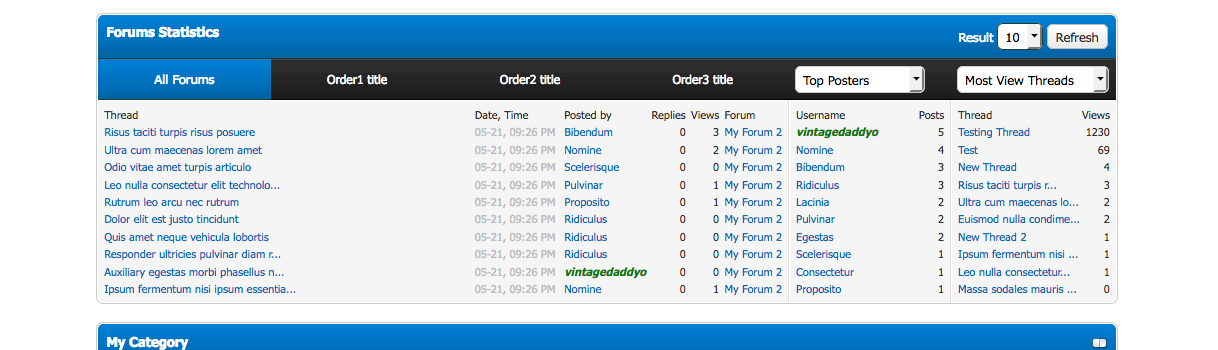 Forums Statistics
Result 10 Refresh
All Forums Order1 title Order2 title Order3 title Top Posters Most View Threads
Thread Date, Time Posted by Replies Views Forum Username Posts Thread Views
Risus taciti turpis risus posuere 05-21, 09:26 PM Bibendum 0 3 My Forum 2 vintagedaddyo 5 Testing Thread 1230
Ultra cum maecenas lorem amet 05-21, 09:26 PM Nomine 0 2 My Forum 2 Nomine 4 Test 69
Odio vitae amet turpis articulo 05-21, 09:26 PM Scelerisque 0 0 My Forum 2 Bibendum 3 New Thread 4
Leo nulla consectetur elit technolo... 05-21, 09:26 PM Pulvinar 0 1 My Forum 2 Ridiculus 3 Risus taciti turpis r... 3
Rutrum leo arcu nec rutrum 05-21, 09:26 PM Proposito 0 1 My Forum 2 Lacinia 2 Ultra cum maecenas lo... 2
Dolor elit est justo tincidunt 05-21, 09:26 PM Ridiculus 0 0 My Forum 2 Pulvinar 2 Euismod nulla condime... 2
Quis amet neque vehicula lobortis 05-21, 09:26 PM Ridiculus 0 0 My Forum 2 Egestas 2 New Thread 2 1
Responder ultricies pulvinar diam r... 05-21, 09:26 PM Ridiculus 0 0 My Forum 2 Scelerisque 1 Ipsum fermentum nisi ... 1
Auxiliary egestas morbi phasellus n... 05-21, 09:26 PM vintagedaddyo 0 0 My Forum 2 Consectetur 1 Leo nulla consectetur... 1
Ipsum fermentum nisi ipsum essentia... 05-21, 09:26 PM Nomine 0 1 My Forum 2 Proposito 1 Massa sodales mauris ... 0
My Category